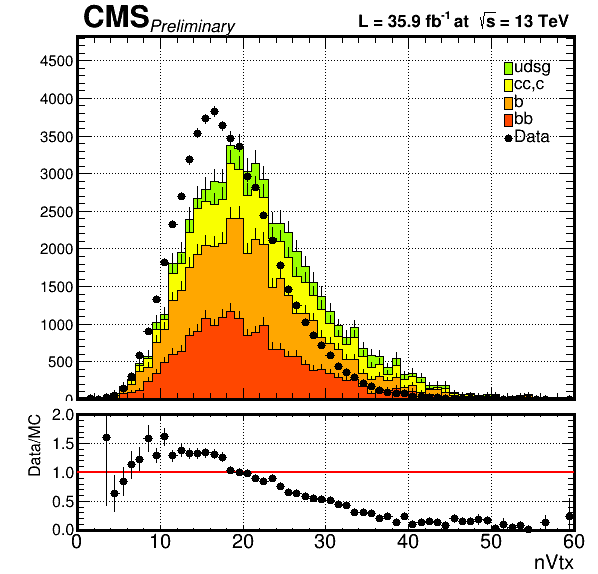 CMS Preliminary L = 35.9 fb⁻¹ at √s = 13 TeV
4500
4000
3500
3000
2500
2000
1500
1000
500
0
udsg
cc,c
b
bb
Data
Data/MC
2.0
1.5
1.0
0.5
0.0
0 10 20 30 40 50 60
nVtx